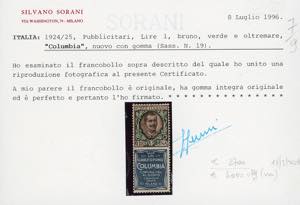 SILVANO SORANI
VIA WASHINGTON, 74 - MILANO
SORANI
8 Luglio 1996.
ITALIA: 1924/25, Pubblicitari, Lire 1, bruno, verde e oltremare,
"Columbia", nuovo con gomma (Sass. N. 19).
Ho esaminato il francobollo sopra descritto del quale ho unito una
riproduzione fotografica al presente Certificato.
A mio parere il francobollo è originale, ha gomma integra originale
ed è perfetto e pertanto l'ho firmato. * * * * * * * * * * * * * *
COLUMBIA